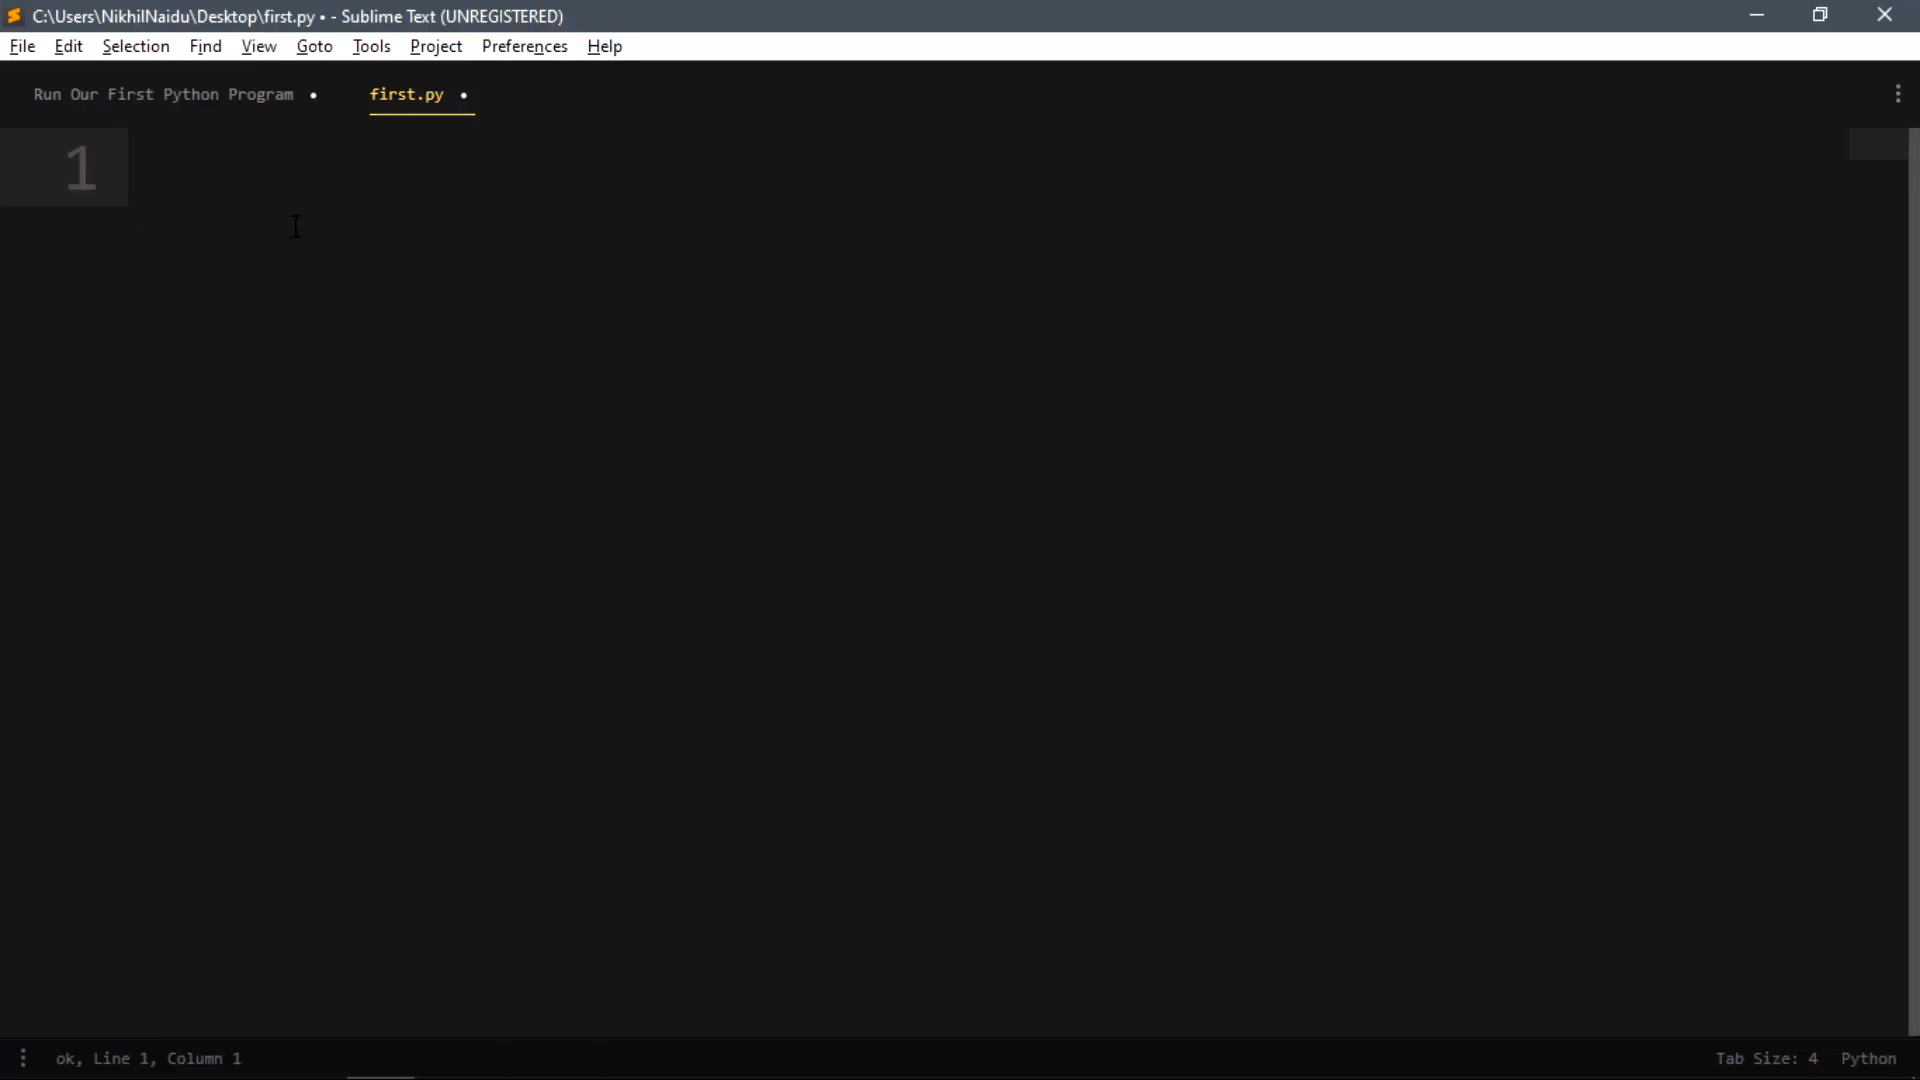 C:\Users\NikhilNaidu\Desktop\first.py • - Sublime Text (UNREGISTERED)
File Edit Selection Find View Goto Tools Project Preferences Help
Run Our First Python Program • first.py •
1
ok, Line 1, Column 1 Tab Size: 4 Python